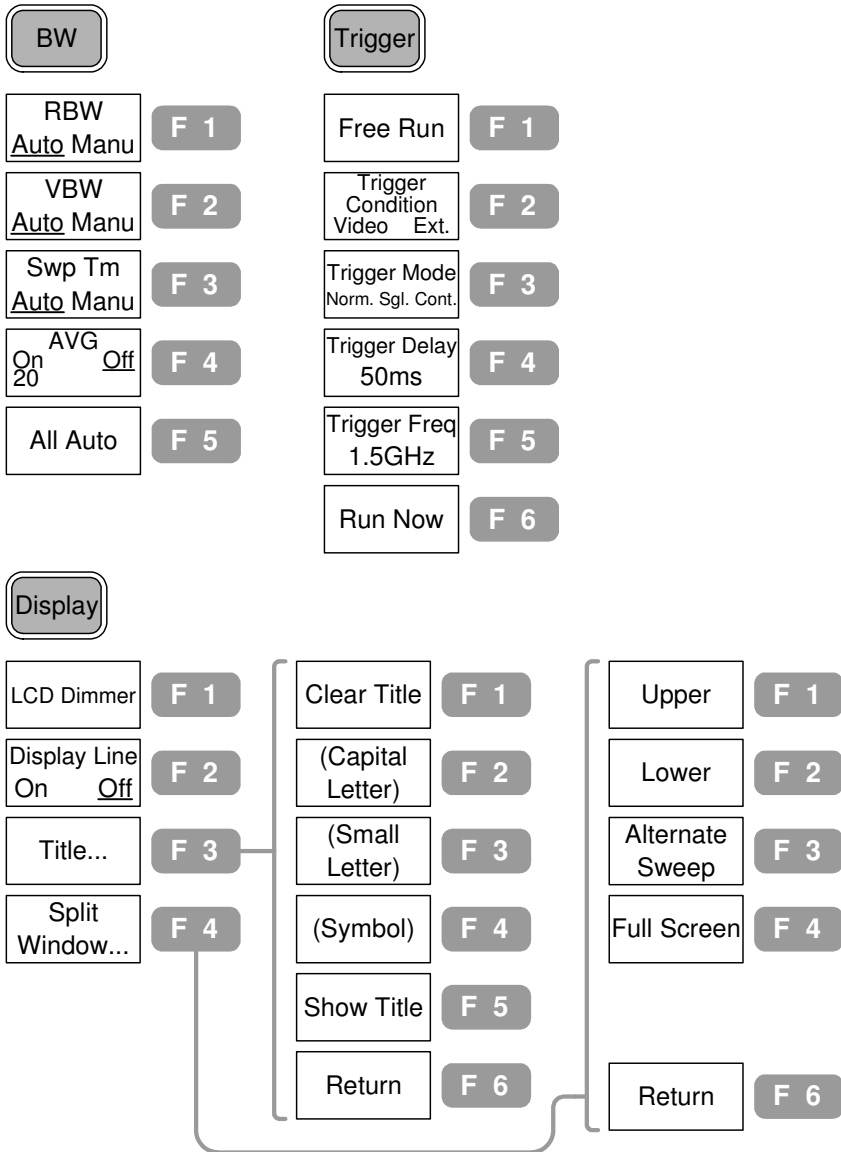 BW
RBW
Auto Manu
F 1
VBW
Auto Manu
F 2
Swp Tm
Auto Manu
F 3
AVG
On Off
20
F 4
All Auto
F 5
Trigger
Free Run
F 1
Trigger
Condition
Video Ext.
F 2
Trigger Mode
Norm. Sgl. Cont.
F 3
Trigger Delay
50ms
F 4
Trigger Freq
1.5GHz
F 5
Run Now
F 6
Display
LCD Dimmer
F 1
Display Line
On Off
F 2
Title...
F 3
Split
Window...
F 4
Clear Title
F 1
(Capital
Letter)
F 2
(Small
Letter)
F 3
(Symbol)
F 4
Show Title
F 5
Return
F 6
Upper
F 1
Lower
F 2
Alternate
Sweep
F 3
Full Screen
F 4
Return
F 6